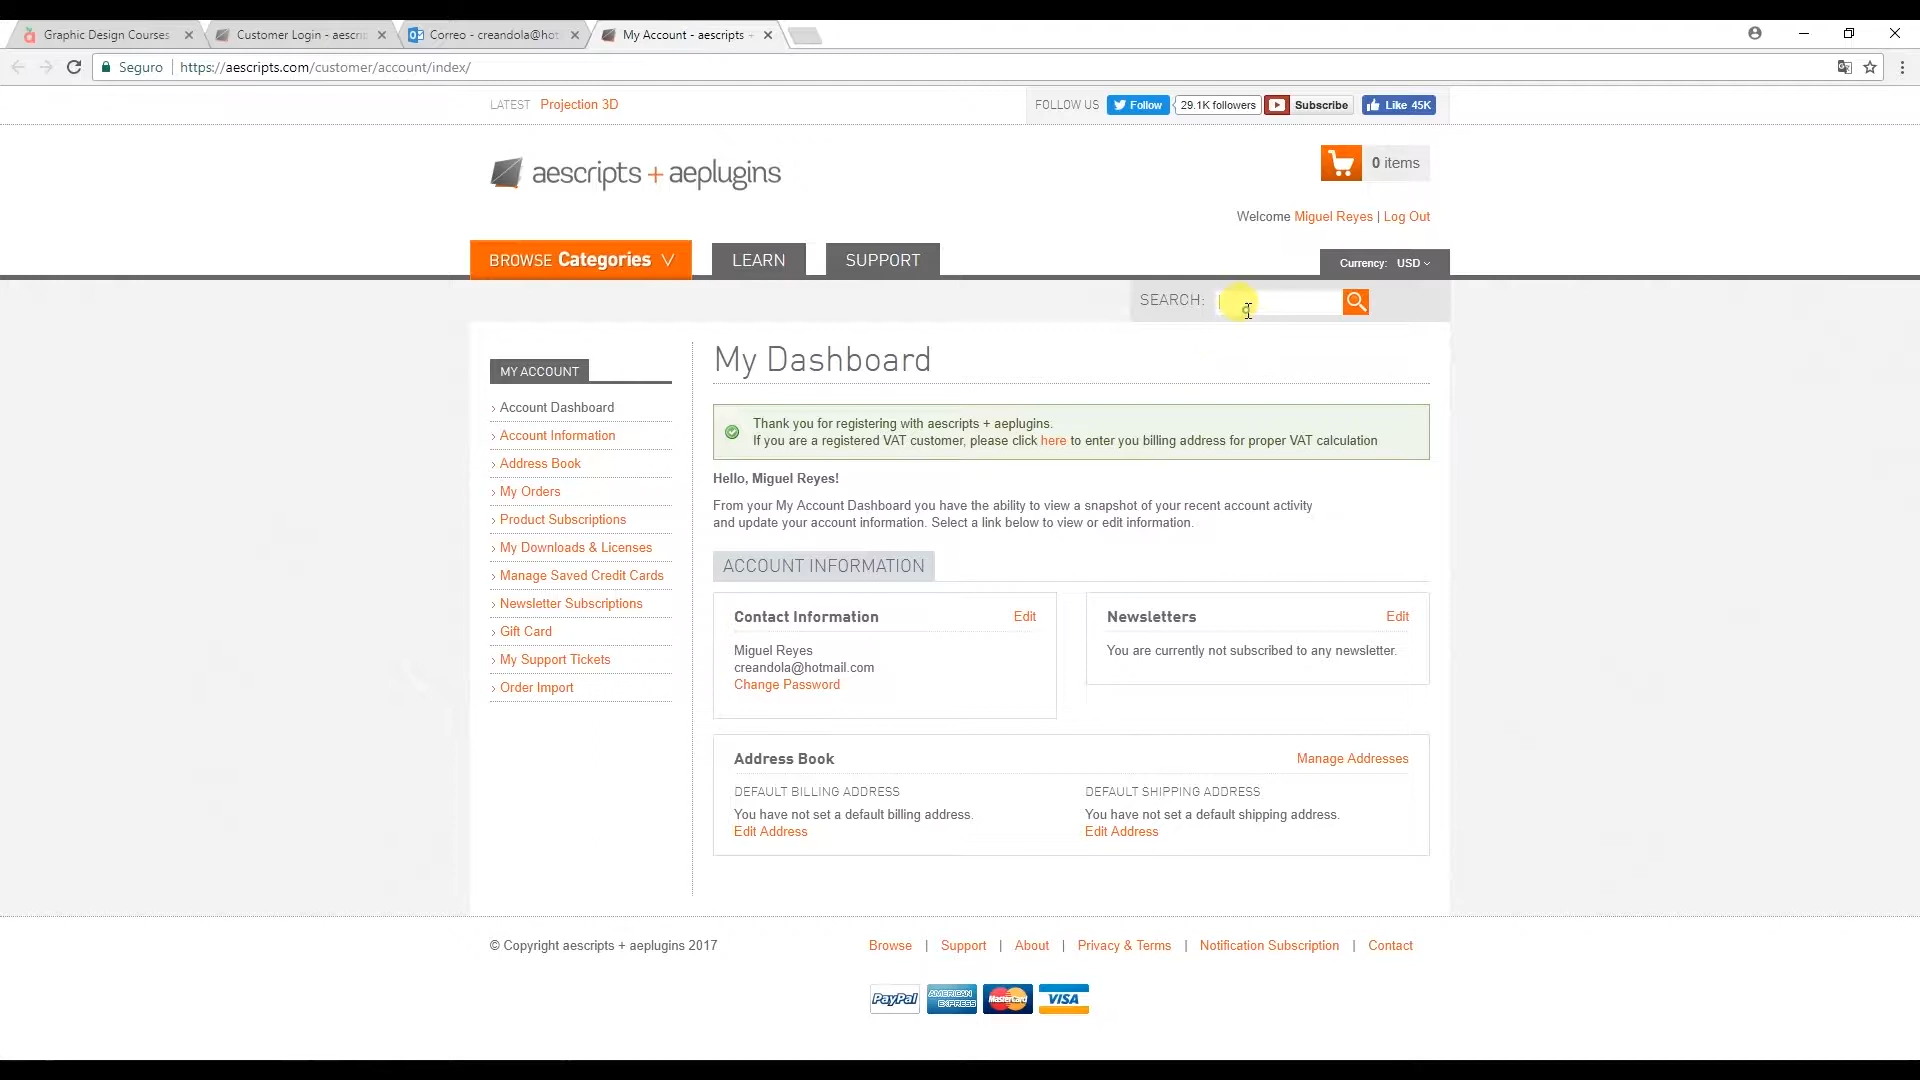 Graphic Design Courses
Customer Login - aescrip
Correo - creandola@hot
My Account - aescripts -
Seguro
https://aescripts.com/customer/account/index/
LATEST Projection 3D
FOLLOW US Follow 29.1K followers Subscribe Like 45K
aescripts + aeplugins
0 items
Welcome Miguel Reyes | Log Out
BROWSE Categories
LEARN
SUPPORT
Currency: USD
SEARCH:
MY ACCOUNT
Account Dashboard
Account Information
Address Book
My Orders
Product Subscriptions
My Downloads & Licenses
Manage Saved Credit Cards
Newsletter Subscriptions
Gift Card
My Support Tickets
Order Import
My Dashboard
Thank you for registering with aescripts + aeplugins.
If you are a registered VAT customer, please click here to enter you billing address for proper VAT calculation
Hello, Miguel Reyes!
From your My Account Dashboard you have the ability to view a snapshot of your recent account activity
and update your account information. Select a link below to view or edit information.
ACCOUNT INFORMATION
Contact Information Edit
Miguel Reyes
creandola@hotmail.com
Change Password
Newsletters Edit
You are currently not subscribed to any newsletter.
Address Book Manage Addresses
DEFAULT BILLING ADDRESS
You have not set a default billing address.
Edit Address
DEFAULT SHIPPING ADDRESS
You have not set a default shipping address.
Edit Address
© Copyright aescripts + aeplugins 2017
Browse | Support | About | Privacy & Terms | Notification Subscription | Contact
PayPal AMERICAN EXPRESS MasterCard VISA